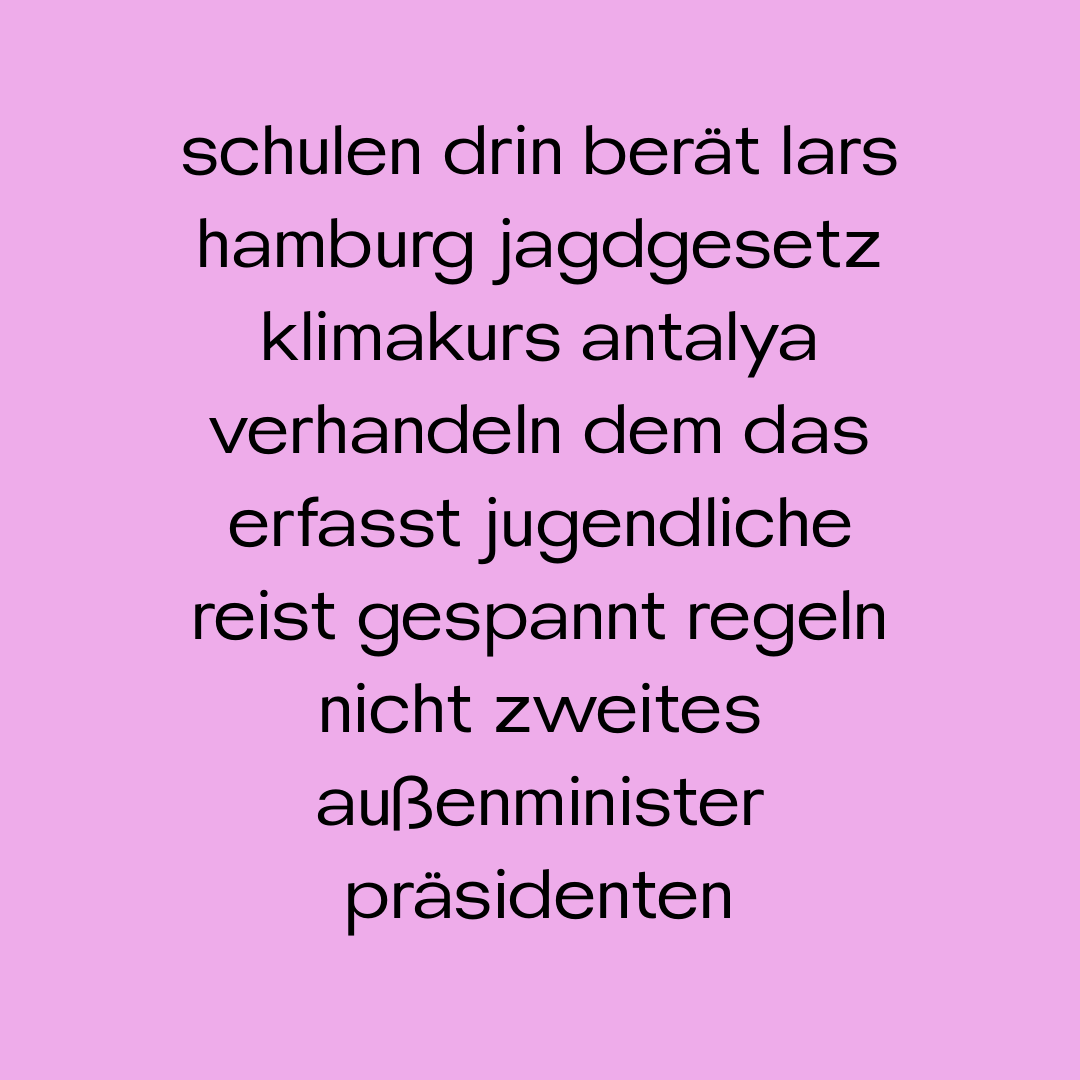 schulen drin berät lars
hamburg jagdgesetz
klimakurs antalya
verhandeln dem das
erfasst jugendliche
reist gespannt regeln
nicht zweites
außenminister
präsidenten